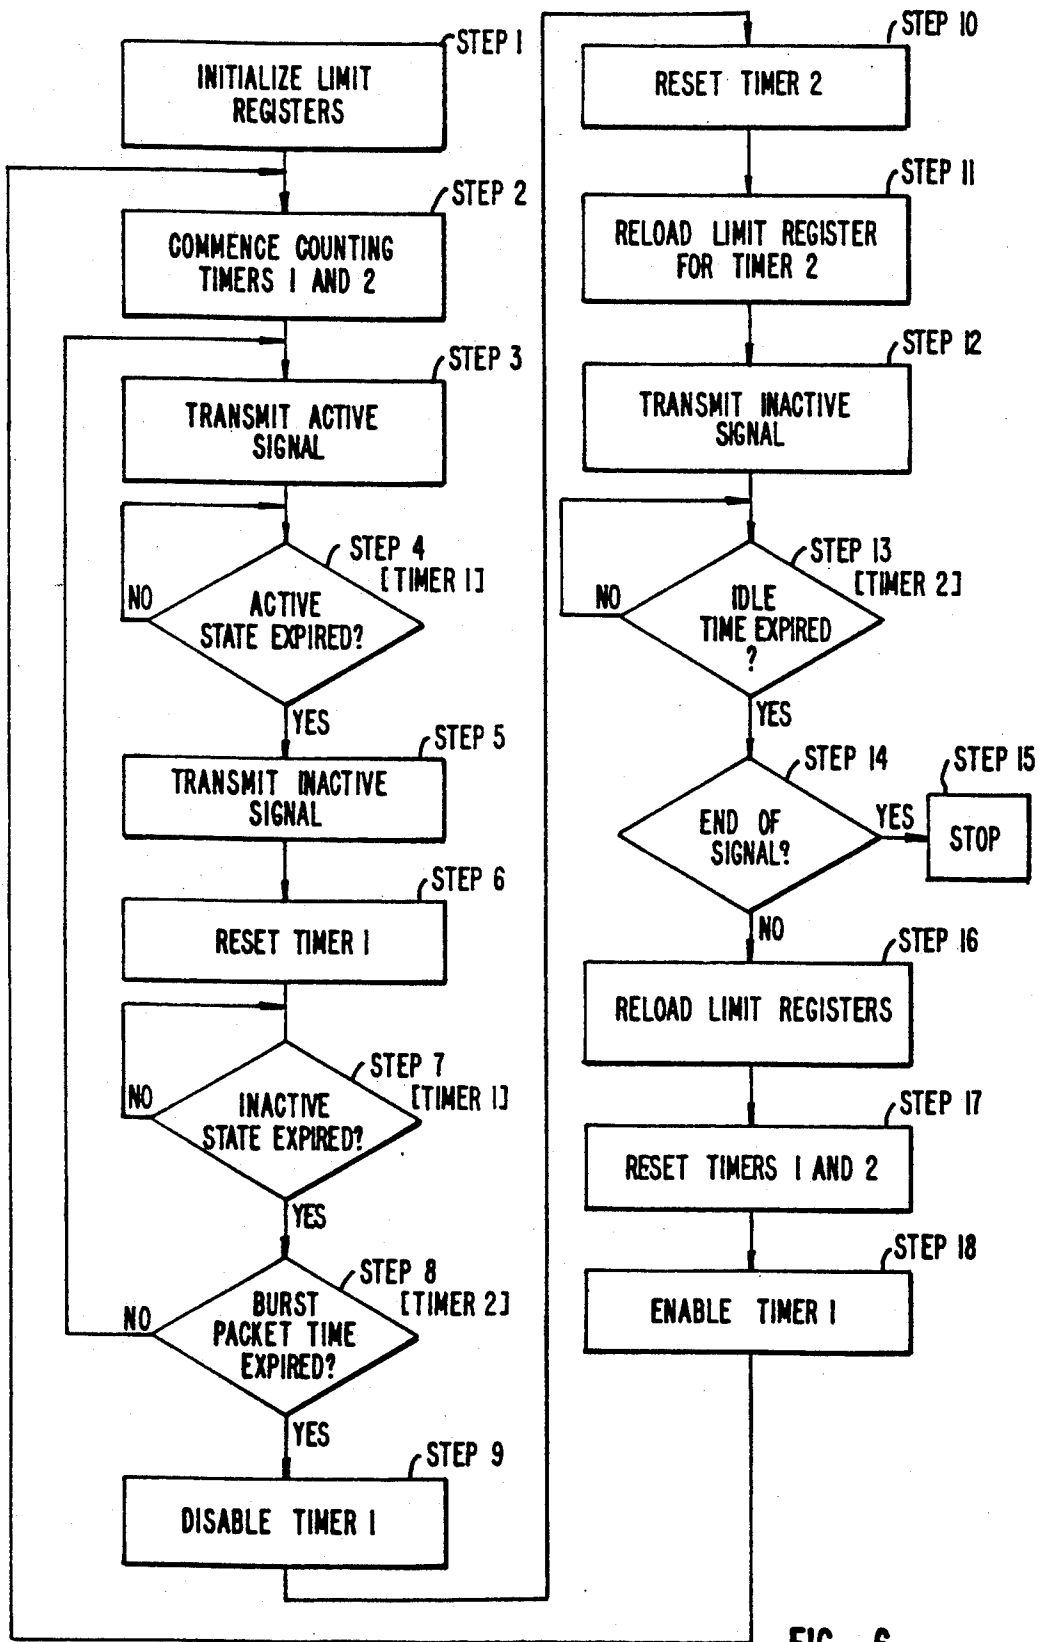 STEP 1
INITIALIZE LIMIT
REGISTERS
STEP 2
COMMENCE COUNTING
TIMERS 1 AND 2
STEP 3
TRANSMIT ACTIVE
SIGNAL
STEP 4
[TIMER 1]
NO
ACTIVE
STATE EXPIRED?
YES
STEP 5
TRANSMIT INACTIVE
SIGNAL
STEP 6
RESET TIMER 1
STEP 7
[TIMER 1]
NO
INACTIVE
STATE EXPIRED?
YES
STEP 8
[TIMER 2]
NO
BURST
PACKET TIME
EXPIRED?
YES
STEP 9
DISABLE TIMER 1
STEP 10
RESET TIMER 2
STEP 11
RELOAD LIMIT REGISTER
FOR TIMER 2
STEP 12
TRANSMIT INACTIVE
SIGNAL
STEP 13
[TIMER 2]
NO
IDLE
TIME EXPIRED
?
YES
STEP 14
END OF
SIGNAL?
YES
STEP 15
STOP
NO
STEP 16
RELOAD LIMIT REGISTERS
STEP 17
RESET TIMERS 1 AND 2
STEP 18
ENABLE TIMER 1